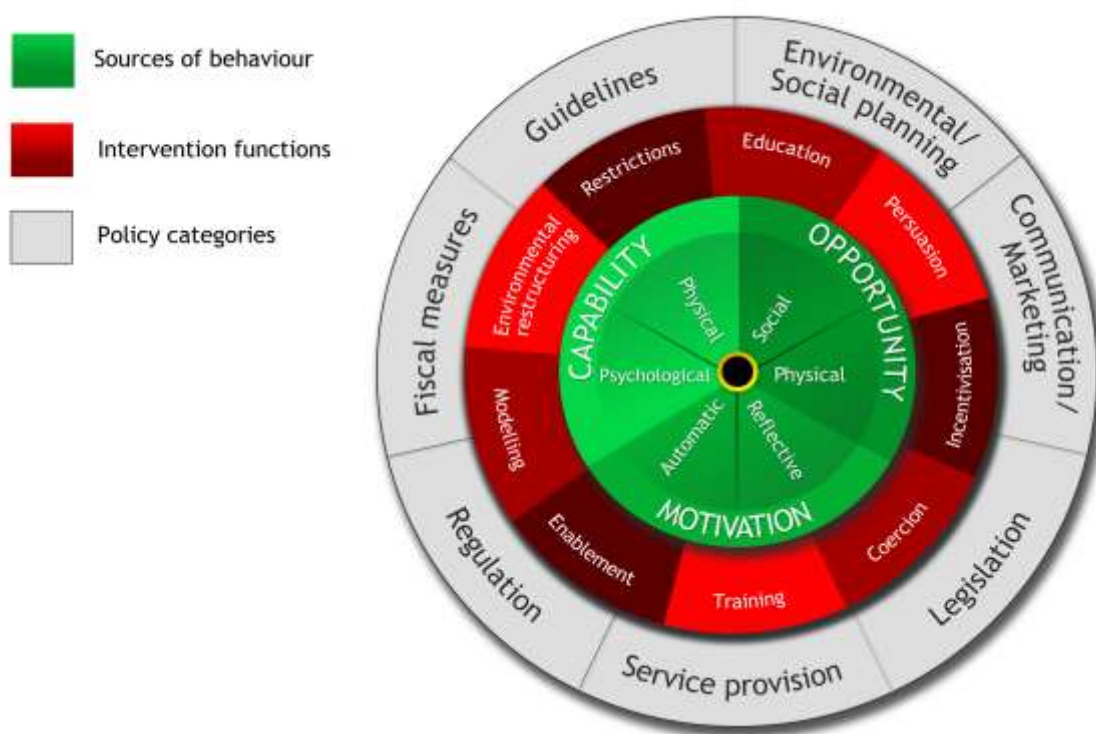 Sources of behaviour
Intervention functions
Policy categories
Guidelines
Environmental/
Social planning
Communication/
Marketing
Legislation
Service provision
Regulation
Fiscal measures
Restrictions
Education
Persuasion
Incentivisation
Coercion
Training
Enablement
Modelling
Environmental
restructuring
CAPABILITY
OPPORTUNITY
MOTIVATION
Physical
Social
Physical
Reflective
Automatic
Psychological